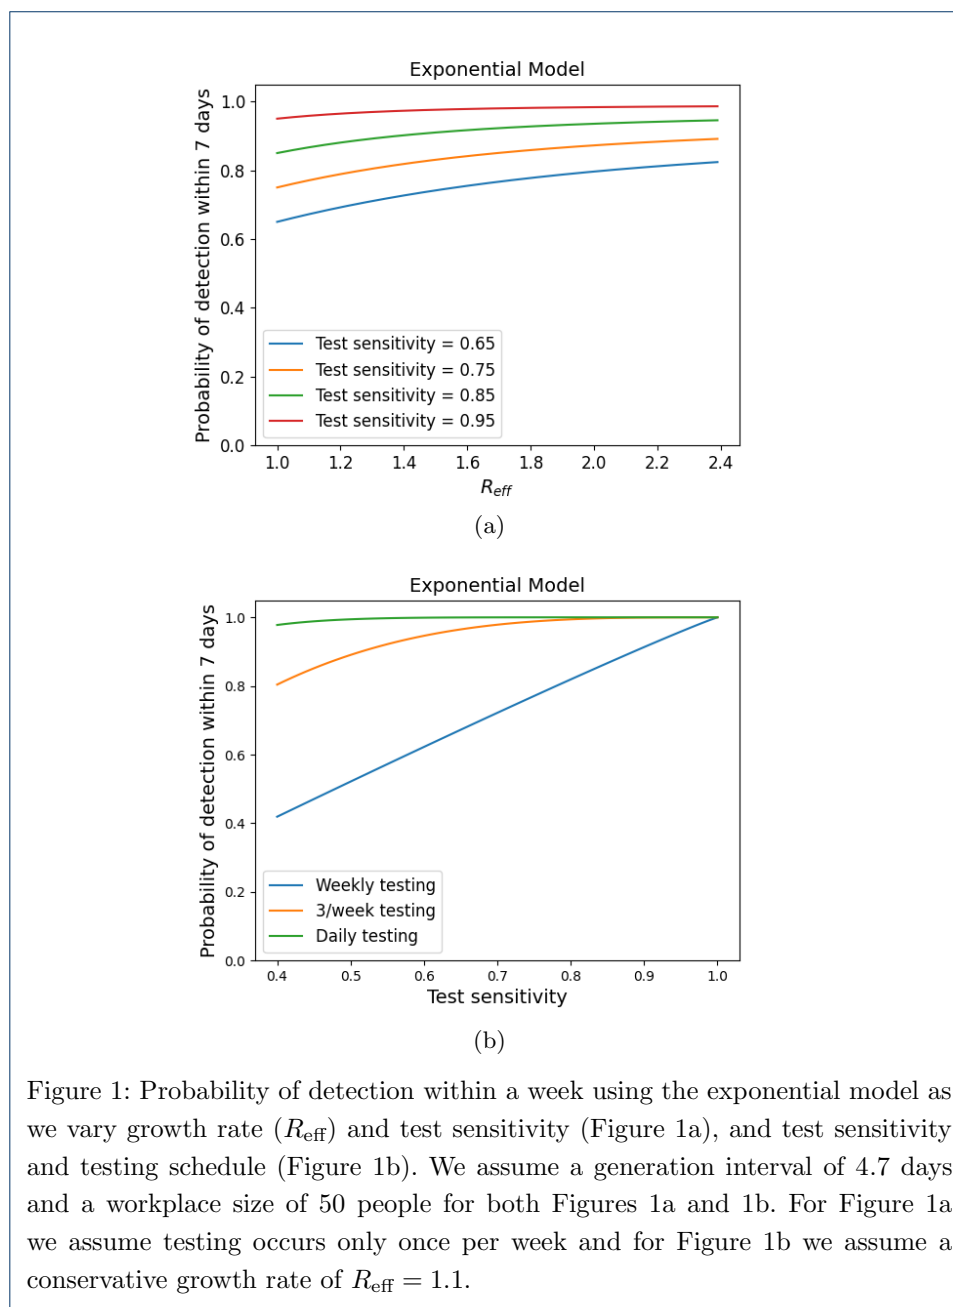 Exponential Model
Probability of detection within 7 days
1.0
0.8
0.6
0.4
0.2
0.0
Test sensitivity = 0.65
Test sensitivity = 0.75
Test sensitivity = 0.85
Test sensitivity = 0.95
1.0 1.2 1.4 1.6 1.8 2.0 2.2 2.4
R_eff
(a)
Exponential Model
Probability of detection within 7 days
1.0
0.8
0.6
0.4
0.2
0.0
Weekly testing
3/week testing
Daily testing
0.4 0.5 0.6 0.7 0.8 0.9 1.0
Test sensitivity
(b)
Figure 1: Probability of detection within a week using the exponential model as
we vary growth rate (R_eff) and test sensitivity (Figure 1a), and test sensitivity
and testing schedule (Figure 1b). We assume a generation interval of 4.7 days
and a workplace size of 50 people for both Figures 1a and 1b. For Figure 1a
we assume testing occurs only once per week and for Figure 1b we assume a
conservative growth rate of R_eff = 1.1.